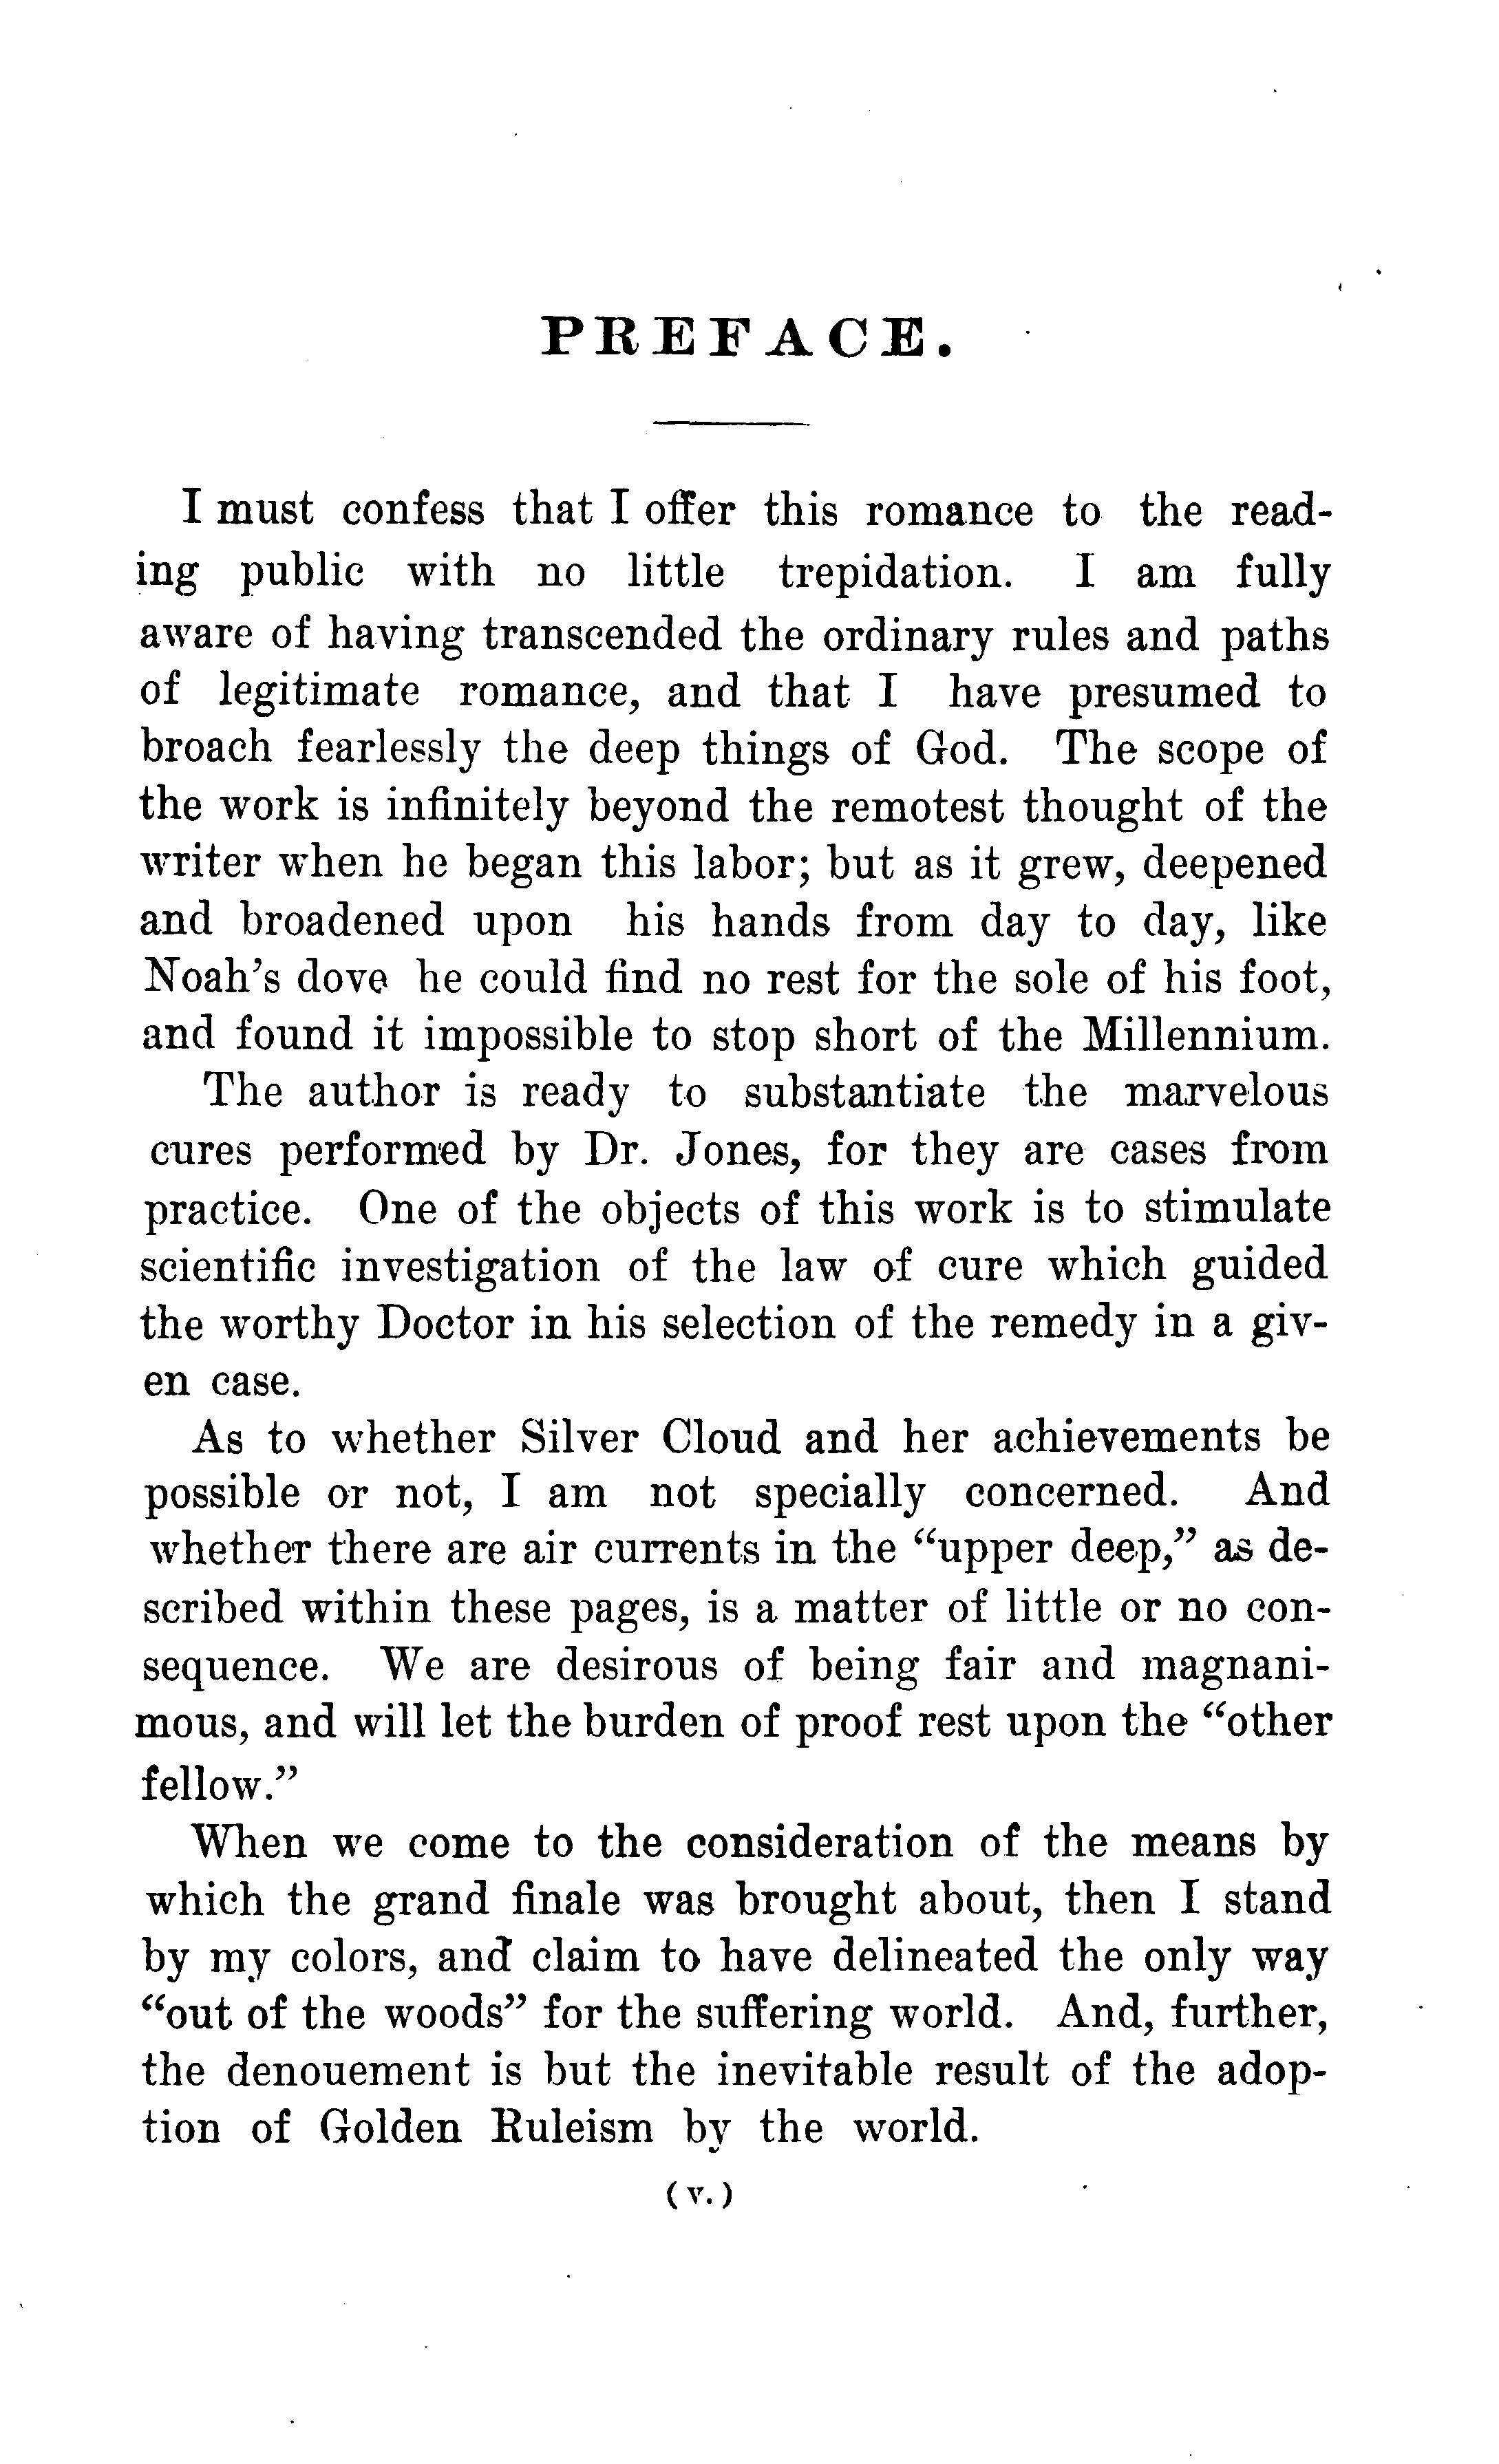 PREFACE.
I must confess that I offer this romance to the read-
ing public with no little trepidation. I am fully
aware of having transcended the ordinary rules and paths
of legitimate romance, and that I have presumed to
broach fearlessly the deep things of God. The scope of
the work is infinitely beyond the remotest thought of the
writer when he began this labor; but as it grew, deepened
and broadened upon his hands from day to day, like
Noah's dove he could find no rest for the sole of his foot,
and found it impossible to stop short of the Millennium.
The author is ready to substantiate the marvelous
cures performed by Dr. Jones, for they are cases from
practice. One of the objects of this work is to stimulate
scientific investigation of the law of cure which guided
the worthy Doctor in his selection of the remedy in a giv-
en case.
As to whether Silver Cloud and her achievements be
possible or not, I am not specially concerned. And
whether there are air currents in the “upper deep,” as de-
scribed within these pages, is a matter of little or no con-
sequence. We are desirous of being fair and magnani-
mous, and will let the burden of proof rest upon the “other
fellow.”
When we come to the consideration of the means by
which the grand finale was brought about, then I stand
by my colors, and claim to have delineated the only way
“out of the woods” for the suffering world. And, further,
the denouement is but the inevitable result of the adop-
tion of Golden Ruleism by the world.
(v.)